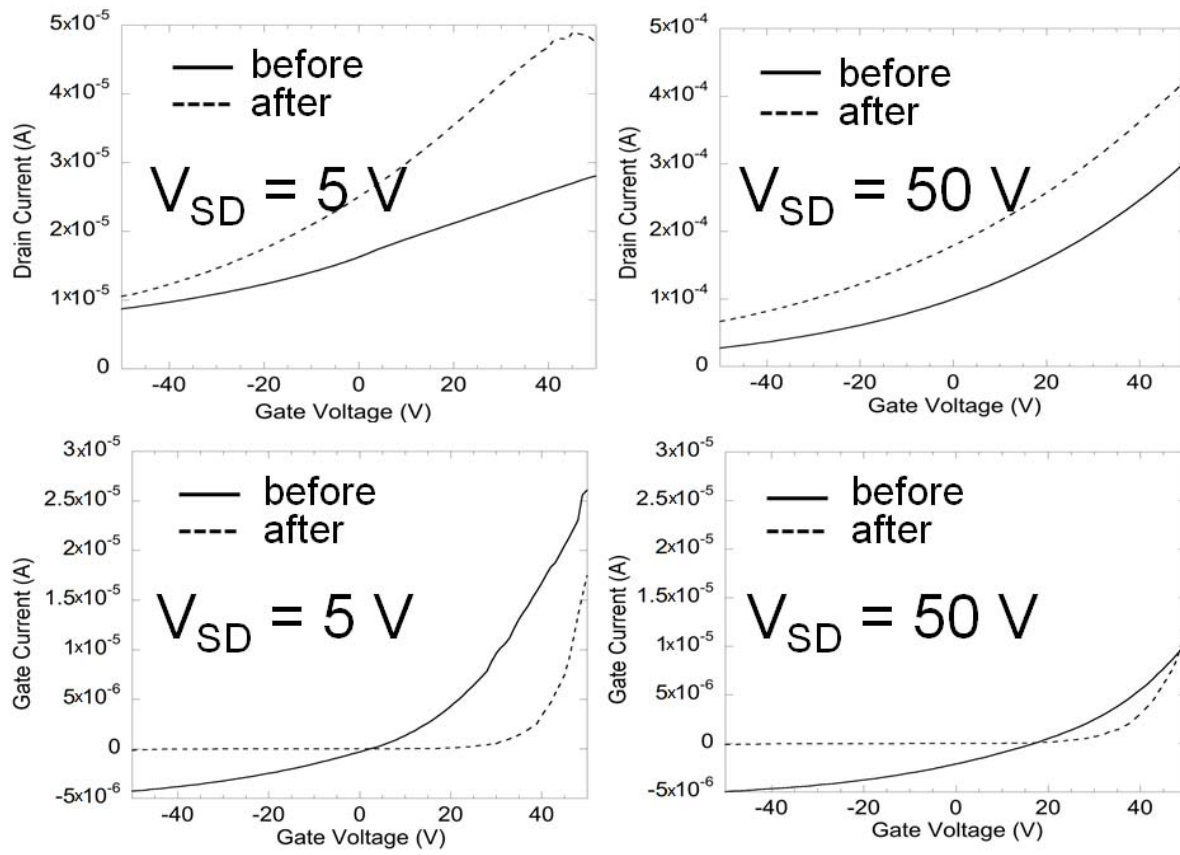 5x10⁻⁵
4x10⁻⁵
3x10⁻⁵
2x10⁻⁵
1x10⁻⁵
0
Drain Current (A)
before
after
V_SD = 5 V
-40 -20 0 20 40
Gate Voltage (V)
5x10⁻⁴
4x10⁻⁴
3x10⁻⁴
2x10⁻⁴
1x10⁻⁴
0
Drain Current (A)
before
after
V_SD = 50 V
-40 -20 0 20 40
Gate Voltage (V)
3x10⁻⁵
2.5x10⁻⁵
2x10⁻⁵
1.5x10⁻⁵
1x10⁻⁵
5x10⁻⁶
0
-5x10⁻⁶
Gate Current (A)
before
after
V_SD = 5 V
-40 -20 0 20 40
Gate Voltage (V)
3x10⁻⁵
2.5x10⁻⁵
2x10⁻⁵
1.5x10⁻⁵
1x10⁻⁵
5x10⁻⁶
0
-5x10⁻⁶
Gate Current (A)
before
after
V_SD = 50 V
-40 -20 0 20 40
Gate Voltage (V)